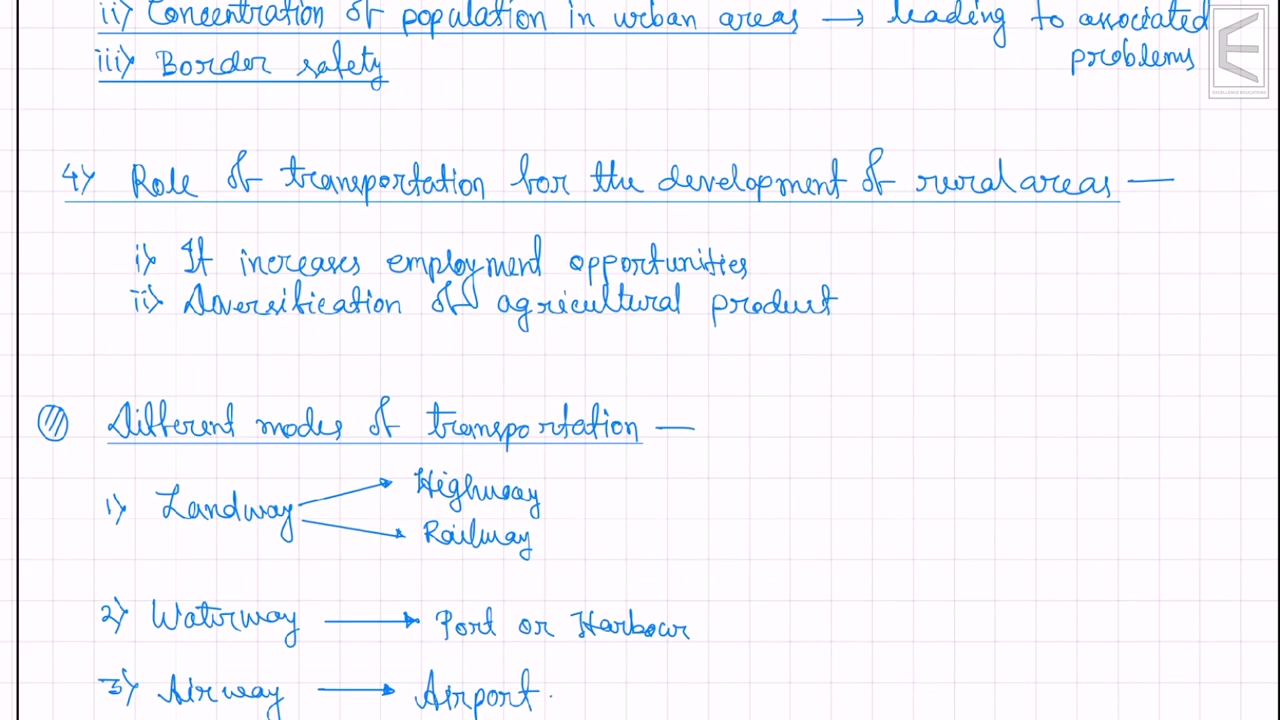 ii) Concentration of population in urban areas → leading to associated
problems
iii) Border safety
4) Role of transportation for the development of rural areas —
i) It increases employment opportunities
ii) Diversification of agricultural product
Different modes of transportation —
1) Landway → Highway
→ Railway
2) Waterway → Port or Harbour
3) Airway → Airport.
EXCELLENCE EDUCATION